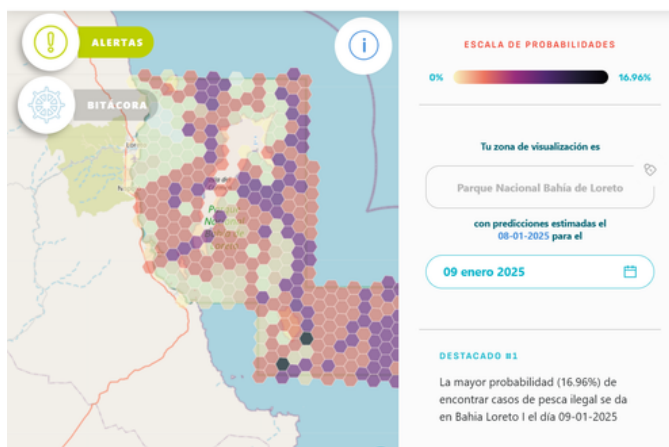 ALERTAS
BITÁCORA
ESCALA DE PROBABILIDADES
0%
16.96%
Tu zona de visualización es
Parque Nacional Bahía de Loreto
con predicciones estimadas el
08-01-2025 para el
09 enero 2025
DESTACADO #1
La mayor probabilidad (16.96%) de
encontrar casos de pesca ilegal se da
en Bahia Loreto I el día 09-01-2025